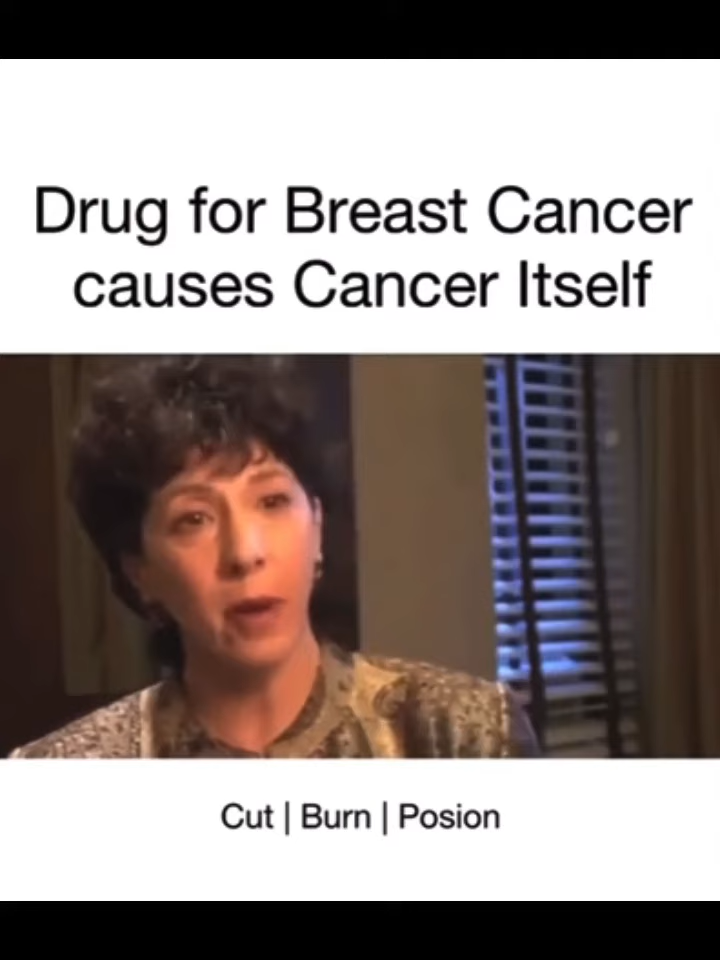 Drug for Breast Cancer
causes Cancer Itself
Cut | Burn | Posion